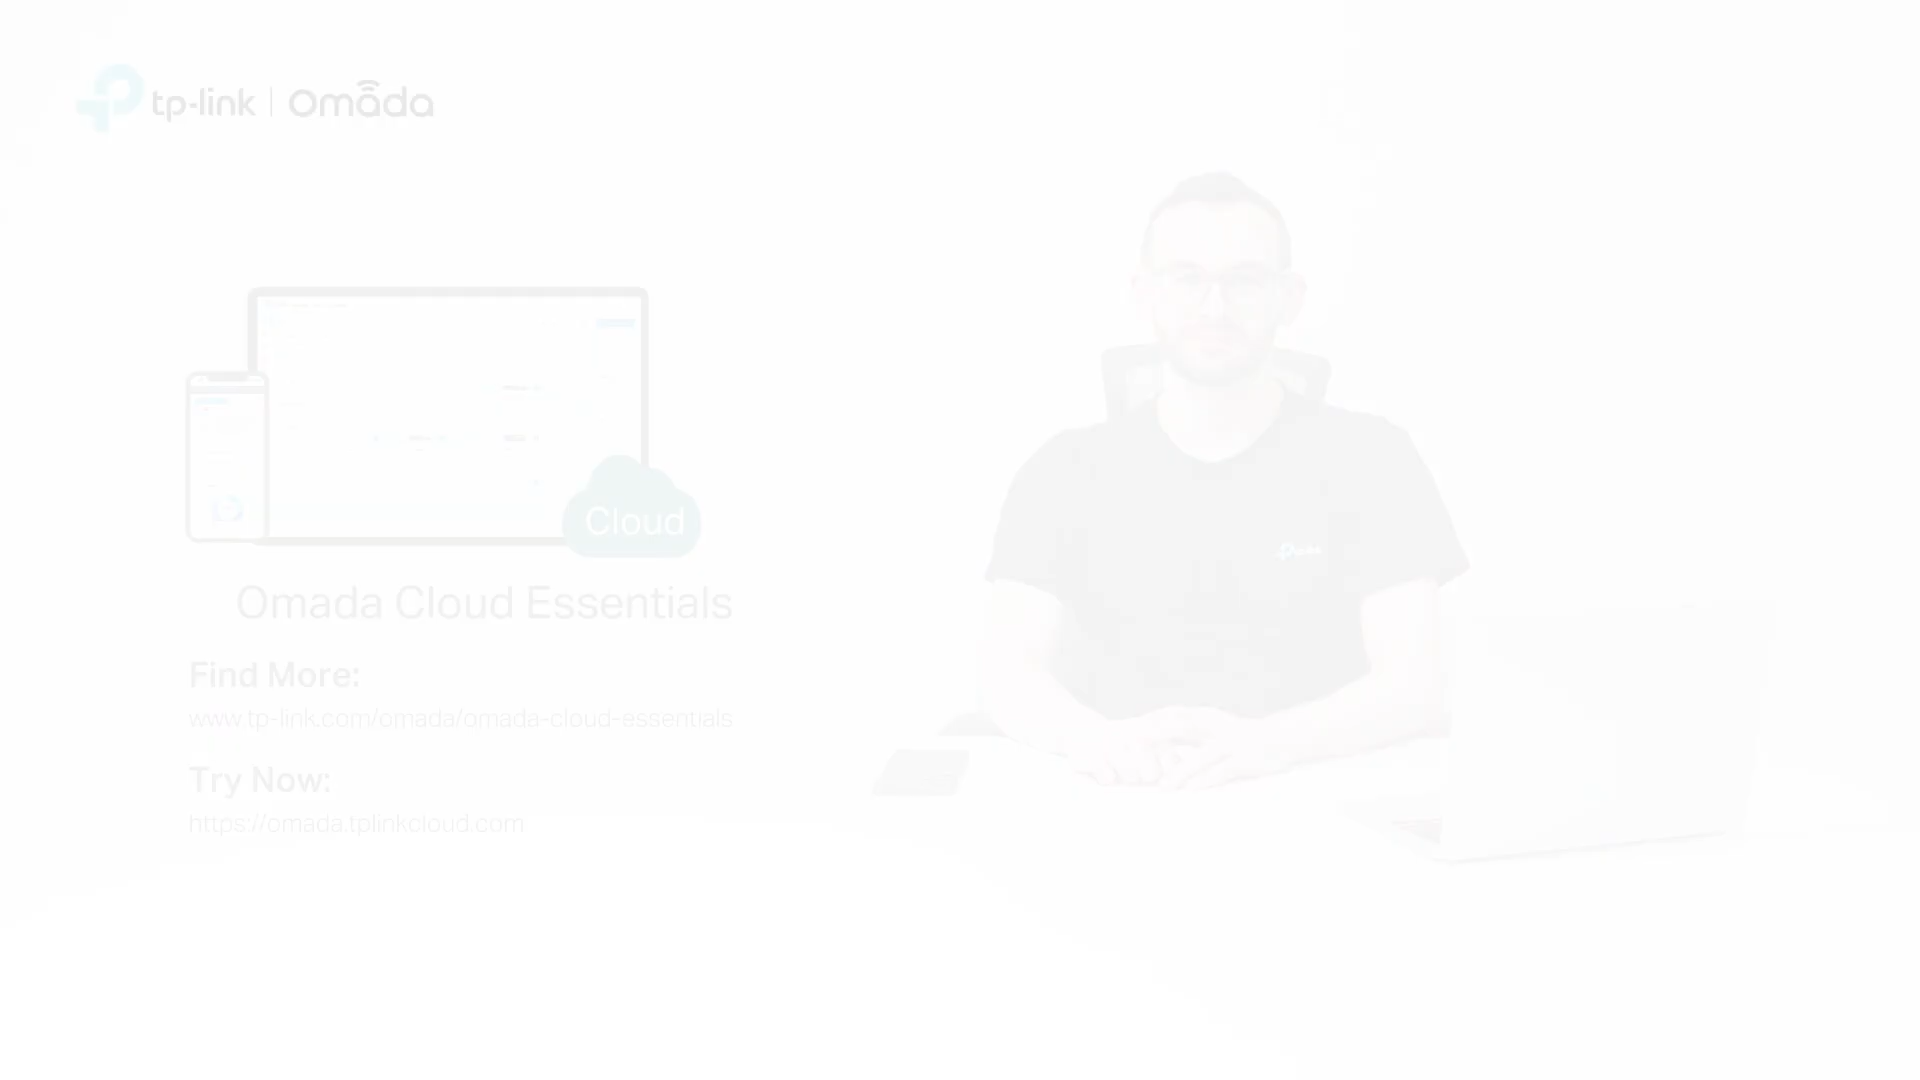 tp-link | Omada
Cloud
Omada Cloud Essentials
Find More:
www.tp-link.com/omada/omada-cloud-essentials
Try Now:
https://omada.tplinkcloud.com